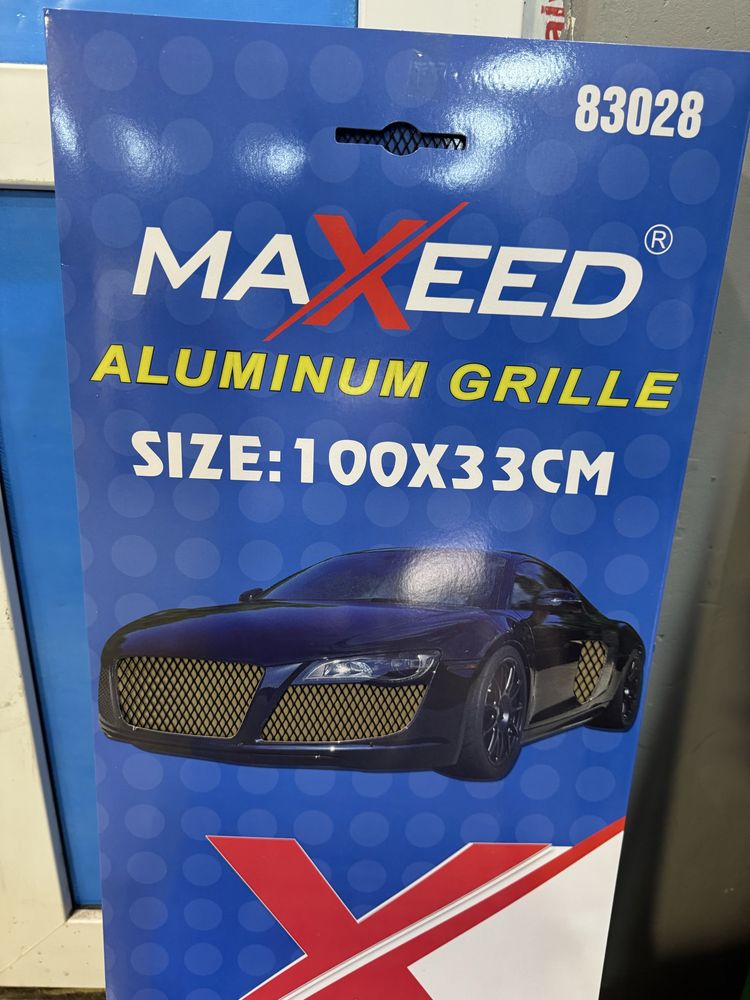 83028
MAXEED®
ALUMINUM GRILLE
SIZE:100X33CM